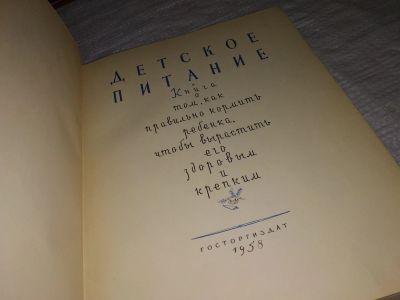 ДЕТСКОЕ
ПИТАНИЕ
Книга
о
том, как
правильно кормить
ребенка,
чтобы вырастить
его
здоровым
и
крепким
ГОСТОРГИЗДАТ
1958